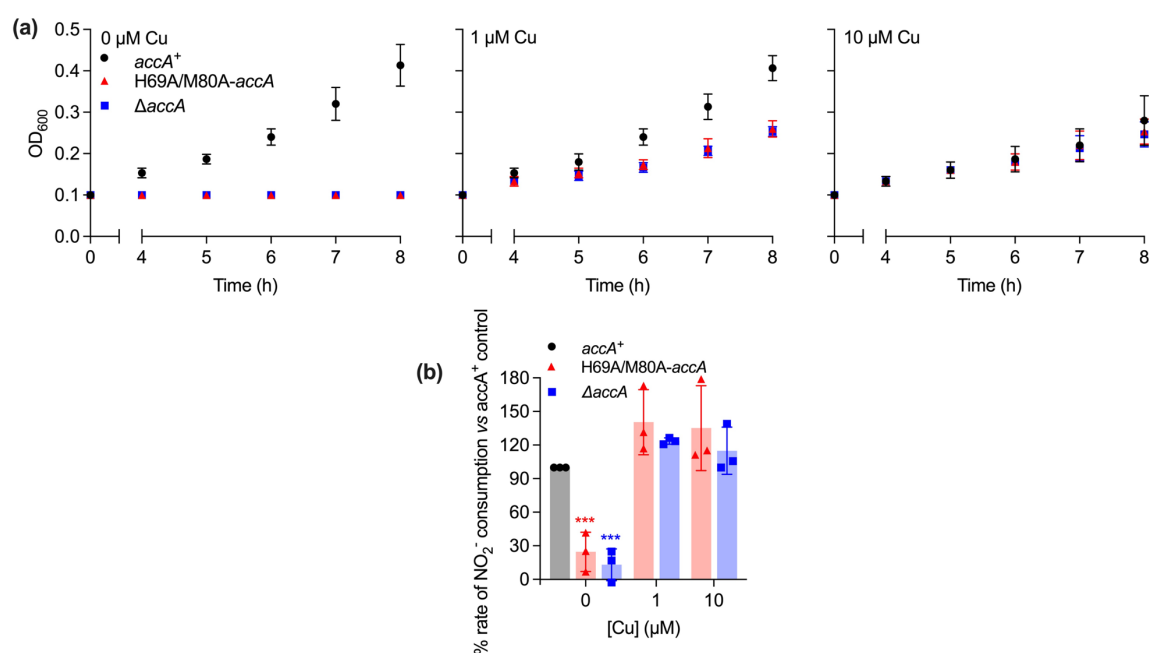 (a)
0 µM Cu
accA+
H69A/M80A-accA
ΔaccA
OD600
0.5
0.4
0.3
0.2
0.1
0.0
0 4 5 6 7 8
Time (h)
1 µM Cu
0 4 5 6 7 8
Time (h)
10 µM Cu
0 4 5 6 7 8
Time (h)
(b)
accA+
H69A/M80A-accA
ΔaccA
% rate of NO2- consumption vs accA+ control
180
150
120
90
60
30
0
*** ***
0 1 10
[Cu] (µM)